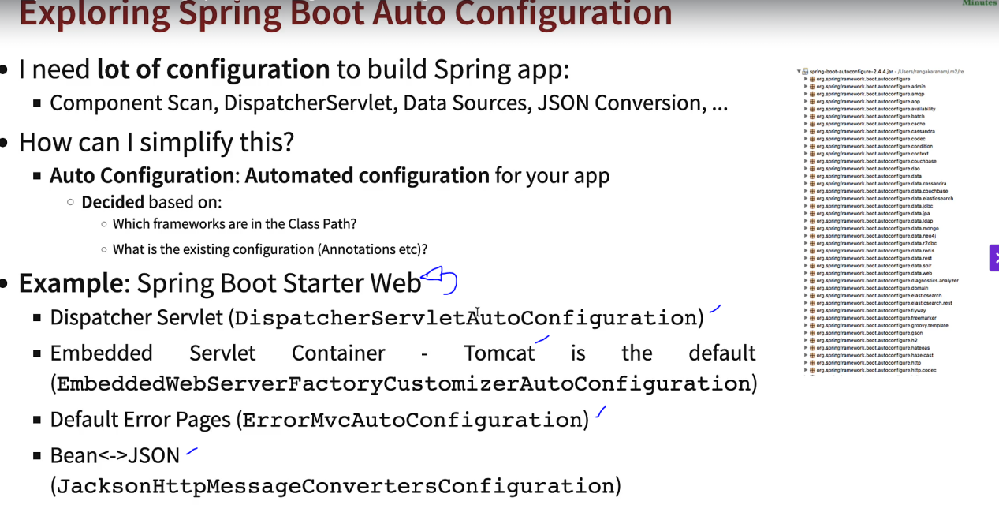 Minutes
Exploring Spring Boot Auto Configuration
• I need lot of configuration to build Spring app:
▪ Component Scan, DispatcherServlet, Data Sources, JSON Conversion, ...
• How can I simplify this?
▪ Auto Configuration: Automated configuration for your app
○ Decided based on:
○ Which frameworks are in the Class Path?
○ What is the existing configuration (Annotations etc)?
• Example: Spring Boot Starter Web
▪ Dispatcher Servlet (DispatcherServletAutoConfiguration)
▪ Embedded Servlet Container - Tomcat is the default
(EmbeddedWebServerFactoryCustomizerAutoConfiguration)
▪ Default Error Pages (ErrorMvcAutoConfiguration)
▪ Bean<->JSON
(JacksonHttpMessageConvertersConfiguration)
spring-boot-autoconfigure-2.4.4.jar - /Users/rangakaranam/.m2/re
org.springframework.boot.autoconfigure
org.springframework.boot.autoconfigure.admin
org.springframework.boot.autoconfigure.amqp
org.springframework.boot.autoconfigure.aop
org.springframework.boot.autoconfigure.availability
org.springframework.boot.autoconfigure.batch
org.springframework.boot.autoconfigure.cache
org.springframework.boot.autoconfigure.cassandra
org.springframework.boot.autoconfigure.codec
org.springframework.boot.autoconfigure.condition
org.springframework.boot.autoconfigure.context
org.springframework.boot.autoconfigure.couchbase
org.springframework.boot.autoconfigure.dao
org.springframework.boot.autoconfigure.data
org.springframework.boot.autoconfigure.data.cassandra
org.springframework.boot.autoconfigure.data.couchbase
org.springframework.boot.autoconfigure.data.elasticsearch
org.springframework.boot.autoconfigure.data.jdbc
org.springframework.boot.autoconfigure.data.jpa
org.springframework.boot.autoconfigure.data.ldap
org.springframework.boot.autoconfigure.data.mongo
org.springframework.boot.autoconfigure.data.neo4j
org.springframework.boot.autoconfigure.data.r2dbc
org.springframework.boot.autoconfigure.data.redis
org.springframework.boot.autoconfigure.data.rest
org.springframework.boot.autoconfigure.data.solr
org.springframework.boot.autoconfigure.data.web
org.springframework.boot.autoconfigure.diagnostics.analyzer
org.springframework.boot.autoconfigure.domain
org.springframework.boot.autoconfigure.elasticsearch
org.springframework.boot.autoconfigure.elasticsearch.rest
org.springframework.boot.autoconfigure.flyway
org.springframework.boot.autoconfigure.freemarker
org.springframework.boot.autoconfigure.groovy.template
org.springframework.boot.autoconfigure.gson
org.springframework.boot.autoconfigure.h2
org.springframework.boot.autoconfigure.hateoas
org.springframework.boot.autoconfigure.hazelcast
org.springframework.boot.autoconfigure.http
org.springframework.boot.autoconfigure.http.codec